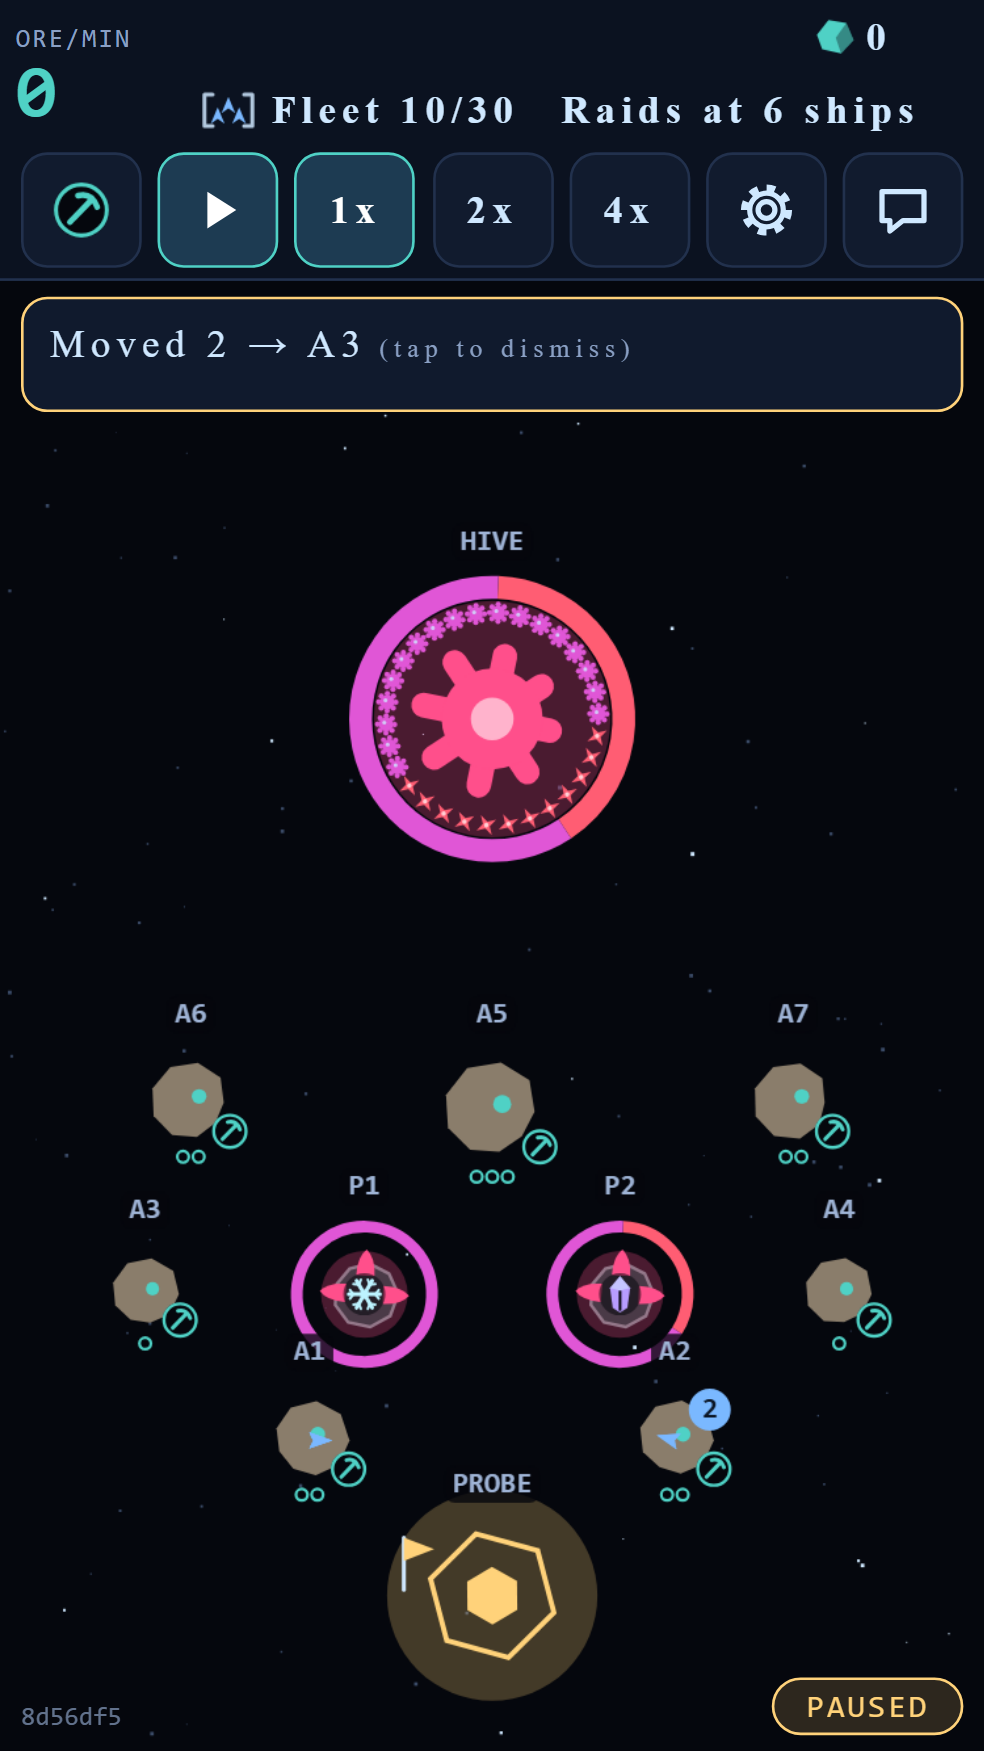 ORE/MIN
0
0
Fleet 10/30 Raids at 6 ships
1x 2x 4x
Moved 2 → A3 (tap to dismiss)
HIVE
A6 A5 A7
P1 P2
A3 A4
A1 A2
2
PROBE
8d56df5
PAUSED